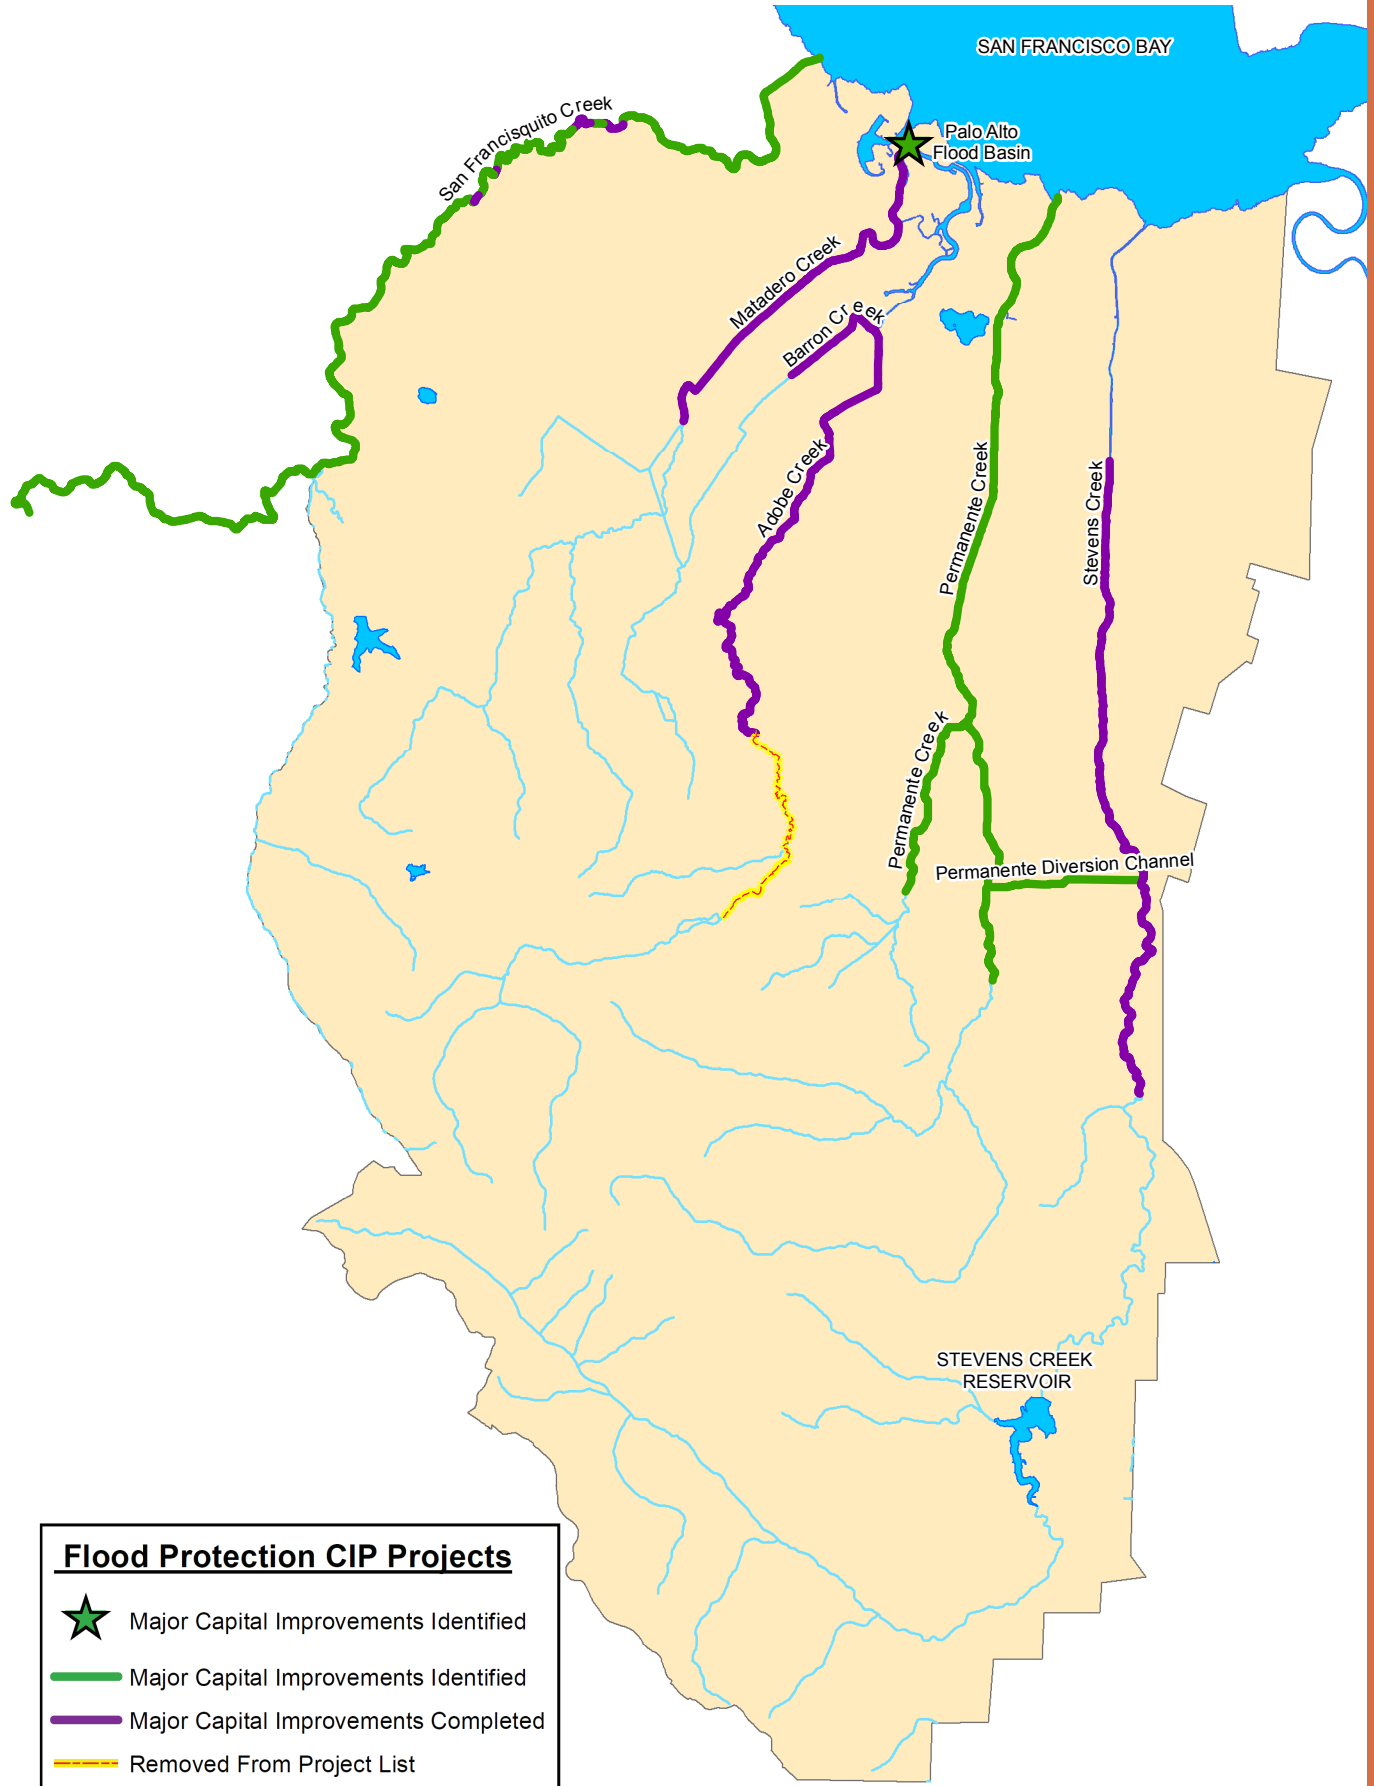 SAN FRANCISCO BAY
San Francisquito Creek
Palo Alto
Flood Basin
Matadero Creek
Barron Creek
Adobe Creek
Permanente Creek
Stevens Creek
Permanente Creek
Permanente Diversion Channel
STEVENS CREEK
RESERVOIR
Flood Protection CIP Projects
Major Capital Improvements Identified
Major Capital Improvements Identified
Major Capital Improvements Completed
Removed From Project List